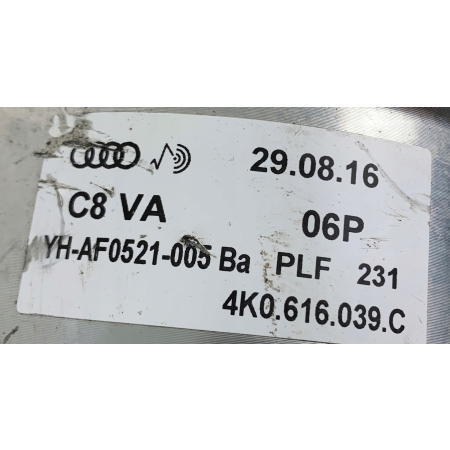 29.08.16
C8 VA 06P
YH-AF0521-005 Ba PLF 231
4K0.616.039.C